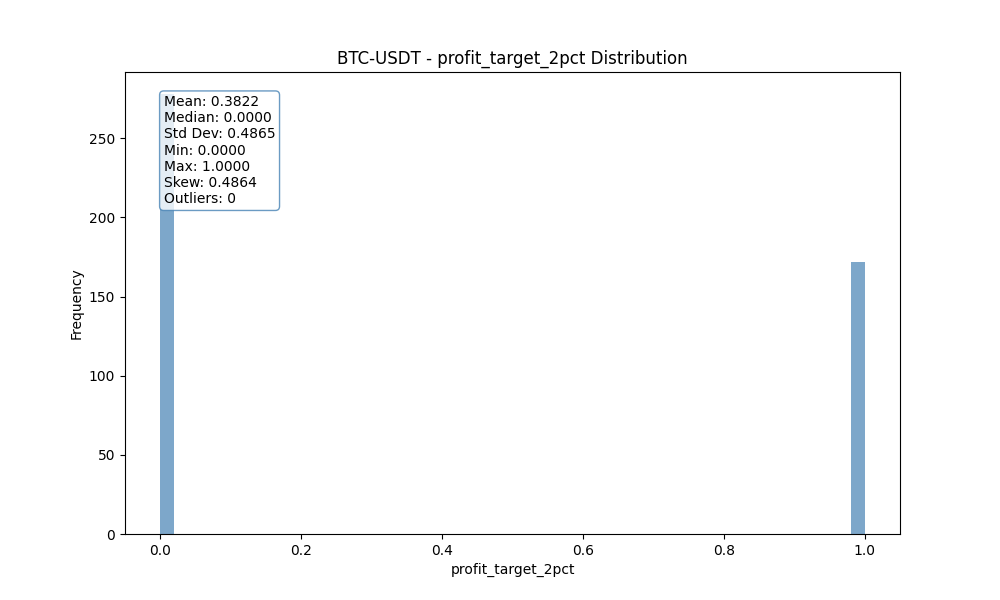 BTC-USDT - profit_target_2pct Distribution
Mean: 0.3822
Median: 0.0000
Std Dev: 0.4865
Min: 0.0000
Max: 1.0000
Skew: 0.4864
Outliers: 0
250
200
150
100
50
0
Frequency
0.0 0.2 0.4 0.6 0.8 1.0
profit_target_2pct